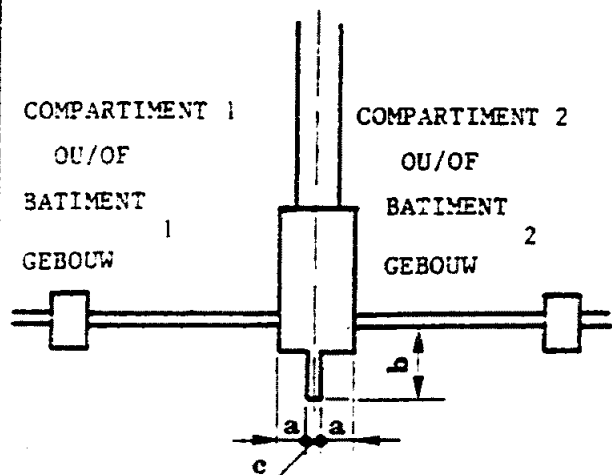 COMPARTIMENT 1
OU/OF
BATIMENT
1
GEBOUW
COMPARTIMENT 2
OU/OF
BATIMENT
2
GEBOUW
b
a a
c